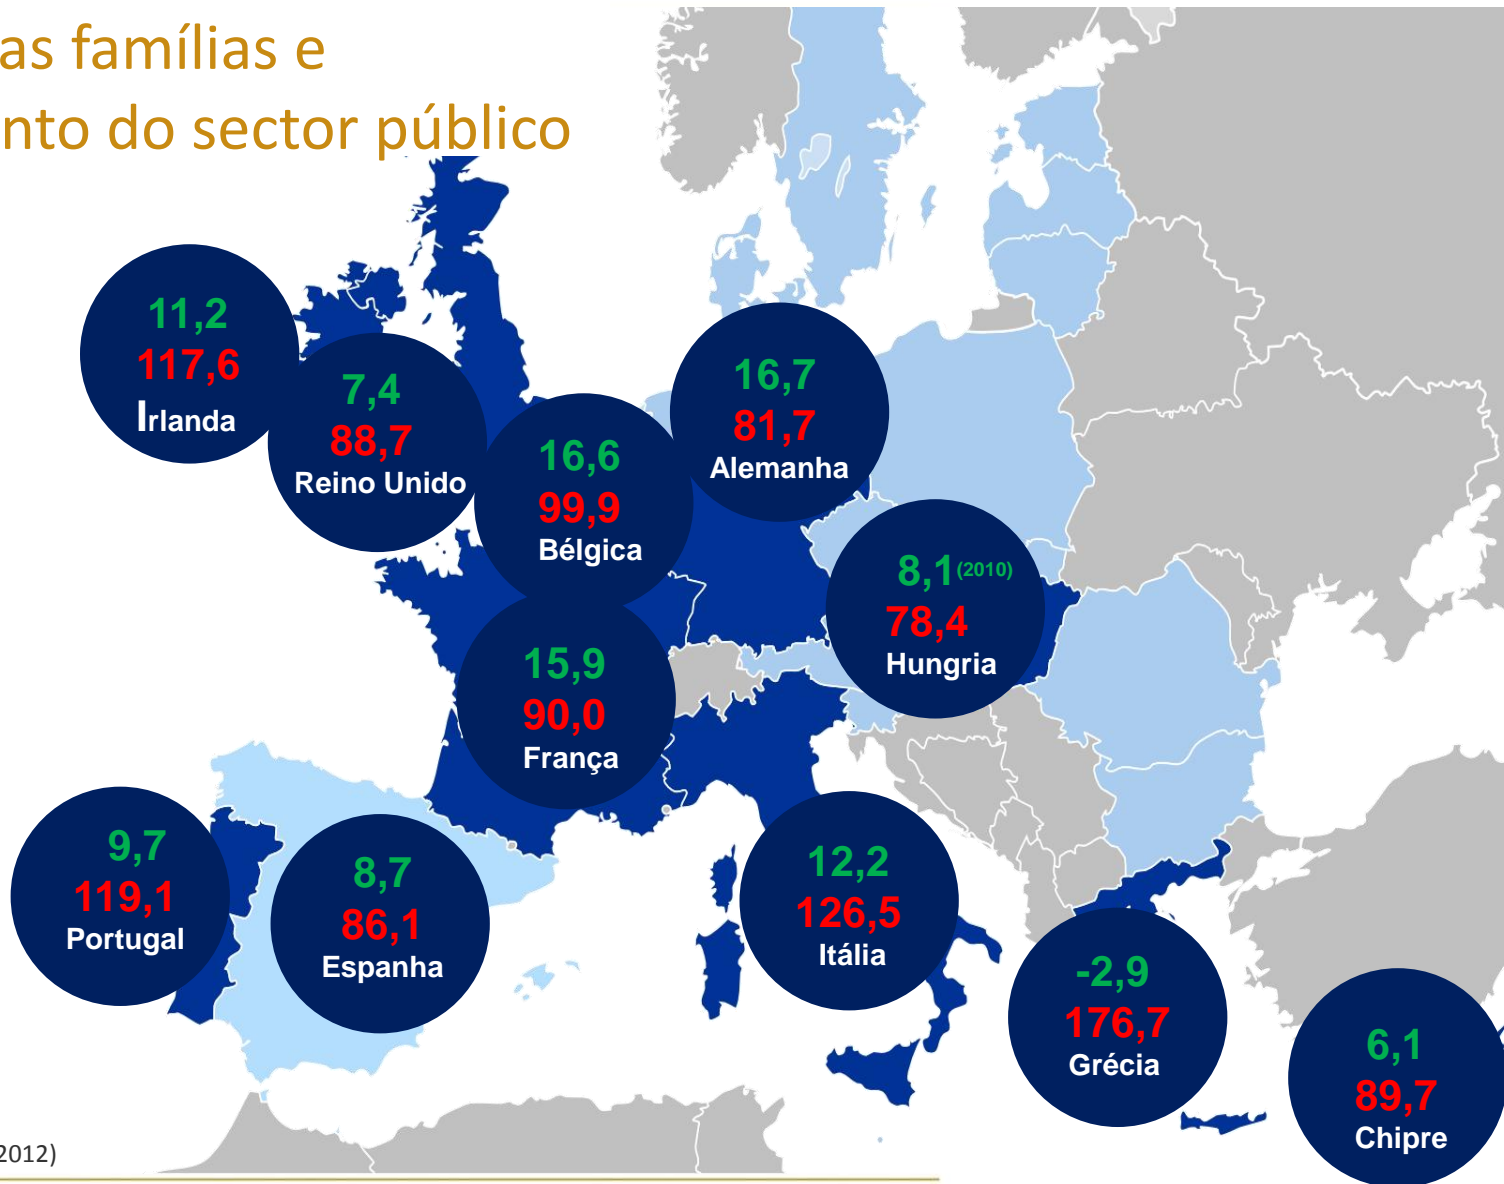 as famílias e
nto do sector público
11,2
117,6
Irlanda
7,4
88,7
Reino Unido
16,6
99,9
Bélgica
16,7
81,7
Alemanha
8,1 (2010)
78,4
Hungria
15,9
90,0
França
9,7
119,1
Portugal
8,7
86,1
Espanha
12,2
126,5
Itália
-2,9
176,7
Grécia
6,1
89,7
Chipre
2012)